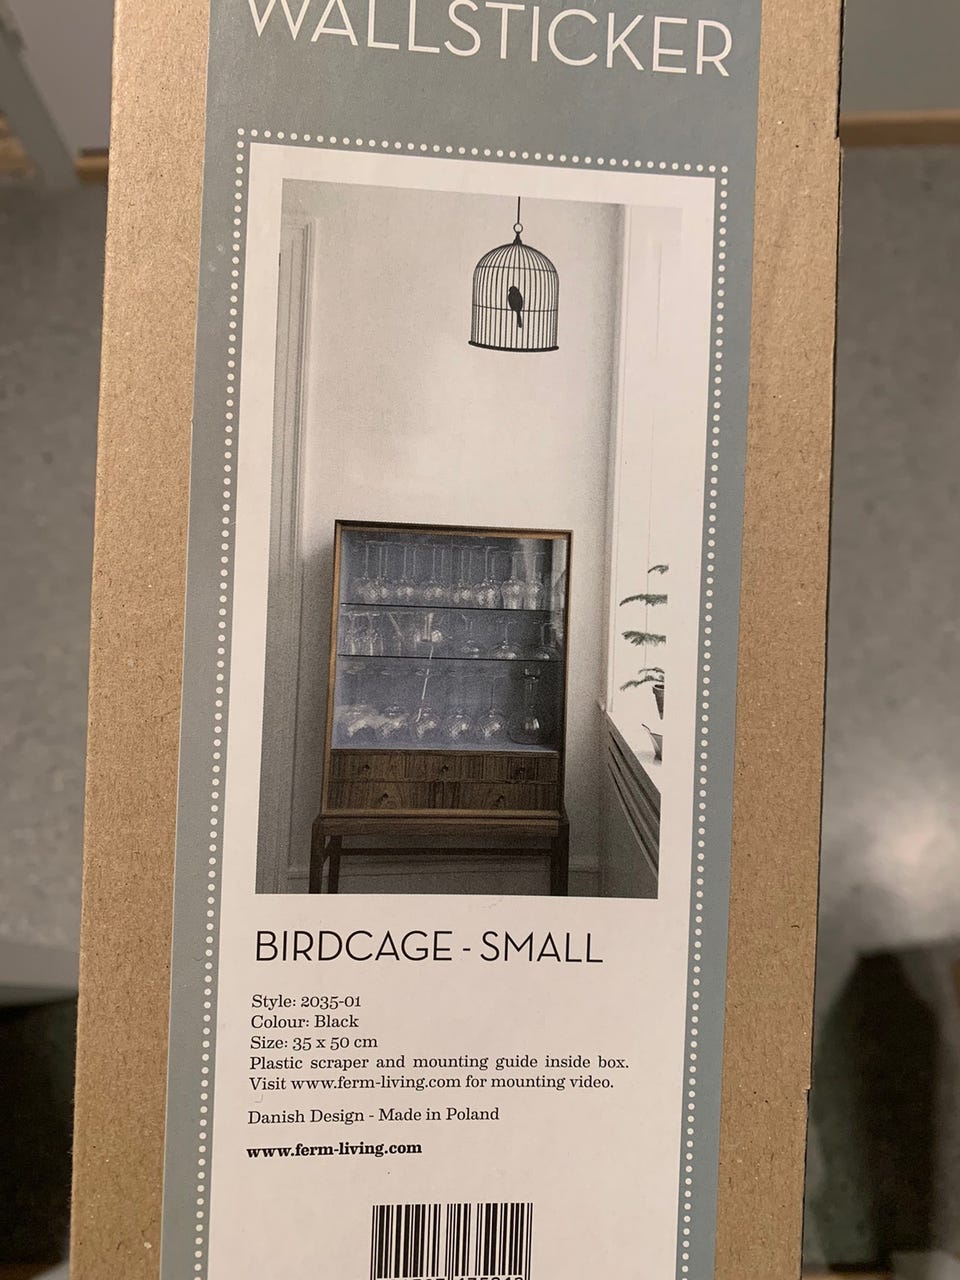 WALLSTICKER
BIRDCAGE - SMALL
Style: 2035-01
Colour: Black
Size: 35 x 50 cm
Plastic scraper and mounting guide inside box.
Visit www.ferm-living.com for mounting video.
Danish Design - Made in Poland
www.ferm-living.com